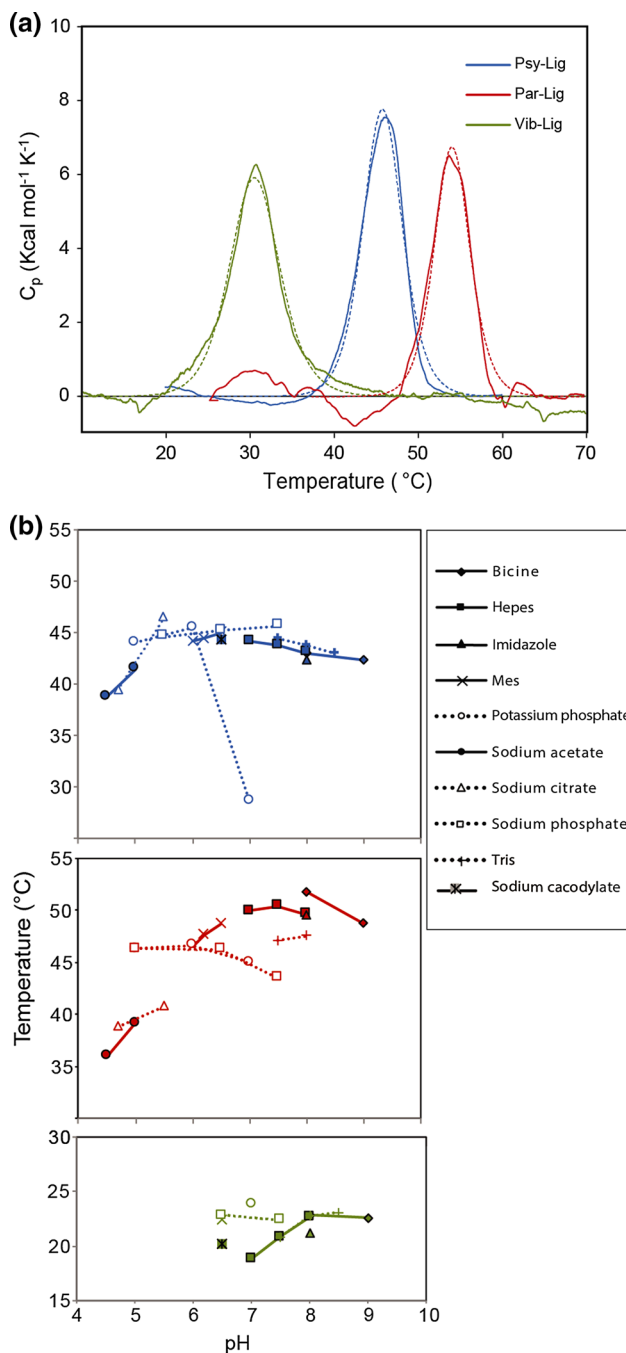 (a)
10
8
6
4
2
0
Cp (Kcal mol⁻¹ K⁻¹)
Psy-Lig
Par-Lig
Vib-Lig
20 30 40 50 60 70
Temperature ( °C)
(b)
55
50
45
40
35
30
Bicine
Hepes
Imidazole
Mes
Potassium phosphate
Sodium acetate
Sodium citrate
Sodium phosphate
Tris
Sodium cacodylate
Temperature (°C)
55
50
45
40
35
30
25
20
15
4 5 6 7 8 9 10
pH